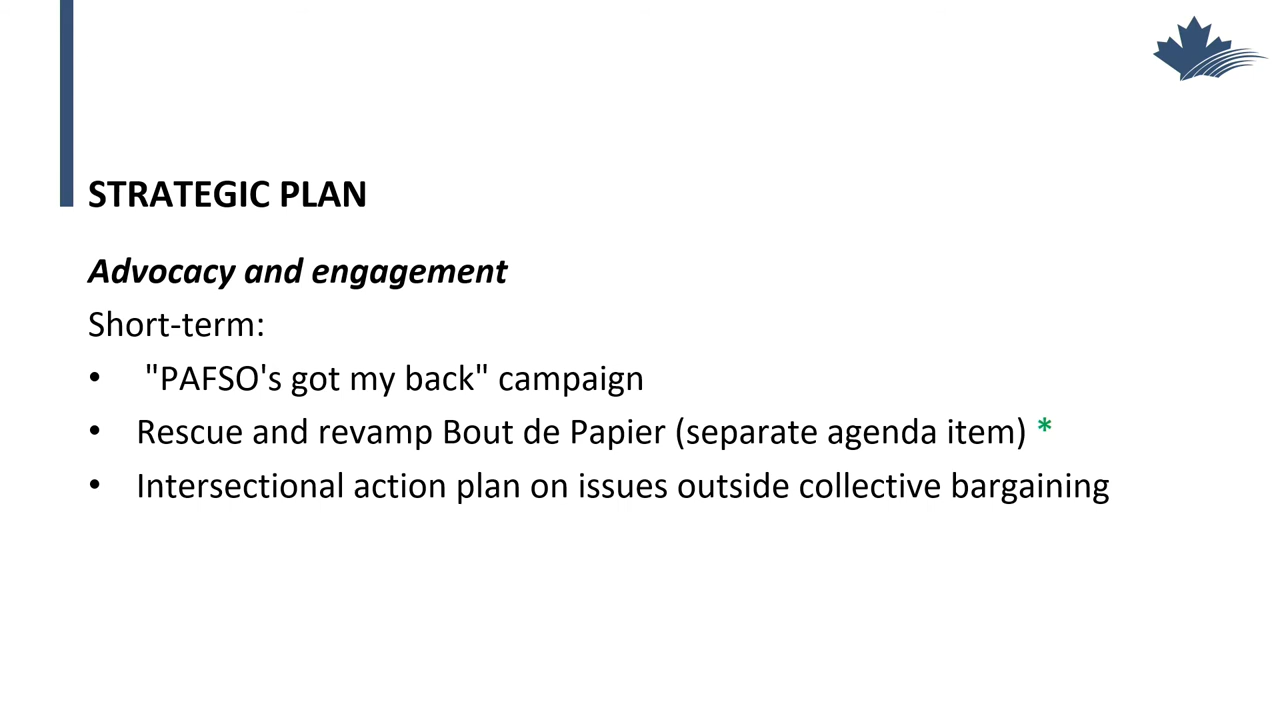 STRATEGIC PLAN
Advocacy and engagement
Short-term:
• "PAFSO's got my back" campaign
• Rescue and revamp Bout de Papier (separate agenda item) *
• Intersectional action plan on issues outside collective bargaining